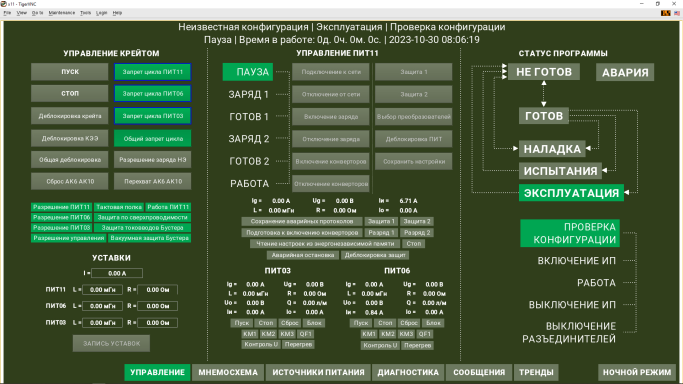 x11 - TigerVNC
File View Go to Maintenance Tools Login Help
Неизвестная конфигурация | Эксплуатация | Проверка конфигурации
Пауза | Время в работе: 0д. 0ч. 0м. 0с. | 2023-10-30 08:06:19
УПРАВЛЕНИЕ КРЕЙТОМ
ПУСК Запрет цикла ПИТ11
СТОП Запрет цикла ПИТ06
Деблокировка крейта Запрет цикла ПИТ03
Деблокировка КЭЭ Общий запрет цикла
Общая деблокировка Разрешение заряда НЭ
Сброс АК6 АК10 Перехват АК6 АК10
Разрешение ПИТ11 Тактовая полка Работа ПИТ11
Разрешение ПИТ06 Защита по сверхпроводимости
Разрешение ПИТ03 Защита токовводов Бустера
Разрешение управления Вакуумная защита Бустера
УСТАВКИ
I = 0.00 А
ПИТ11 L = 0.00 мГн R = 0.00 Ом
ПИТ06 L = 0.00 мГн R = 0.00 Ом
ПИТ03 L = 0.00 мГн R = 0.00 Ом
ЗАПИСЬ УСТАВОК
УПРАВЛЕНИЕ ПИТ11
ПАУЗА Подключение к сети Защита 1
ЗАРЯД 1 Отключение от сети Защита 2
ГОТОВ 1 Включение заряда Выбор преобразователей
ЗАРЯД 2 Отключение заряда Деблокировка ПИТ
ГОТОВ 2 Включение конверторов Сохранить настройки
РАБОТА Отключение конверторов
Ig = 0.00 А Ug = 0.00 В Iн = 6.71 А
L = 0.00 мГн R = 0.00 Ом Io = 0.00 А
Сохранение аварийных протоколов Защита 1 Защита 2
Подготовка к включению конверторов Разряд 1 Разряд 2
Чтение настроек из энергонезависимой памяти Стоп
Аварийная остановка Деблокировка защит
ПИТ03
Ig = 0.00 А Ug = 0.00 В
L = 0.00 мГн R = 0.00 Ом
Uo = 0.00 В Q = 0.00 л/м
Iн = 0.00 А Io = 0.00 А
Пуск Стоп Сброс Блок
КМ1 КМ2 КМ3 QF1
Контроль U Перегрев
ПИТ06
Ig = 0.00 А Ug = 0.00 В
L = 0.00 мГн R = 0.00 Ом
Uo = 0.00 В Q = 0.00 л/м
Iн = 0.84 А Io = 0.00 А
Пуск Стоп Сброс Блок
КМ1 КМ2 КМ3 QF1
Контроль U Перегрев
СТАТУС ПРОГРАММЫ
НЕ ГОТОВ АВАРИЯ
ГОТОВ
НАЛАДКА
ИСПЫТАНИЯ
ЭКСПЛУАТАЦИЯ
ПРОВЕРКА
КОНФИГУРАЦИИ
ВКЛЮЧЕНИЕ ИП
РАБОТА
ВЫКЛЮЧЕНИЕ ИП
ВЫКЛЮЧЕНИЕ
РАЗЪЕДИНИТЕЛЕЙ
УПРАВЛЕНИЕ МНЕМОСХЕМА ИСТОЧНИКИ ПИТАНИЯ ДИАГНОСТИКА СООБЩЕНИЯ ТРЕНДЫ НОЧНОЙ РЕЖИМ